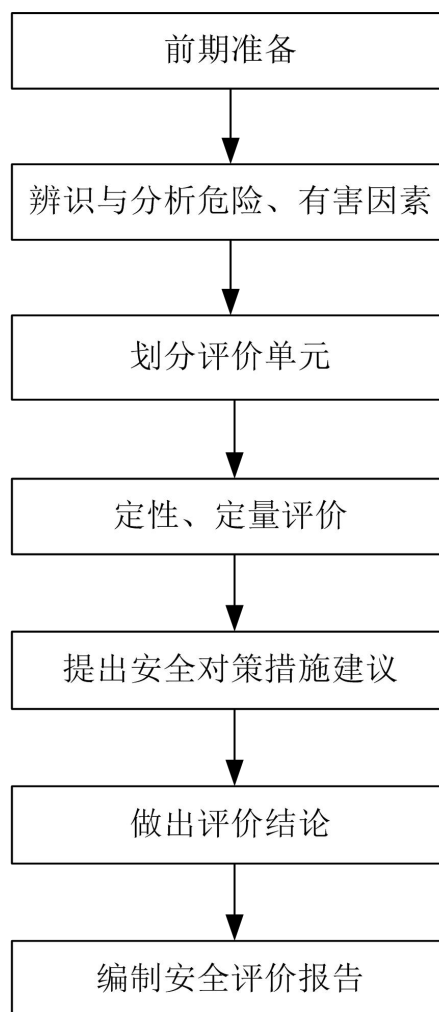 前期准备
辨识与分析危险、有害因素
划分评价单元
定性、定量评价
提出安全对策措施建议
做出评价结论
编制安全评价报告